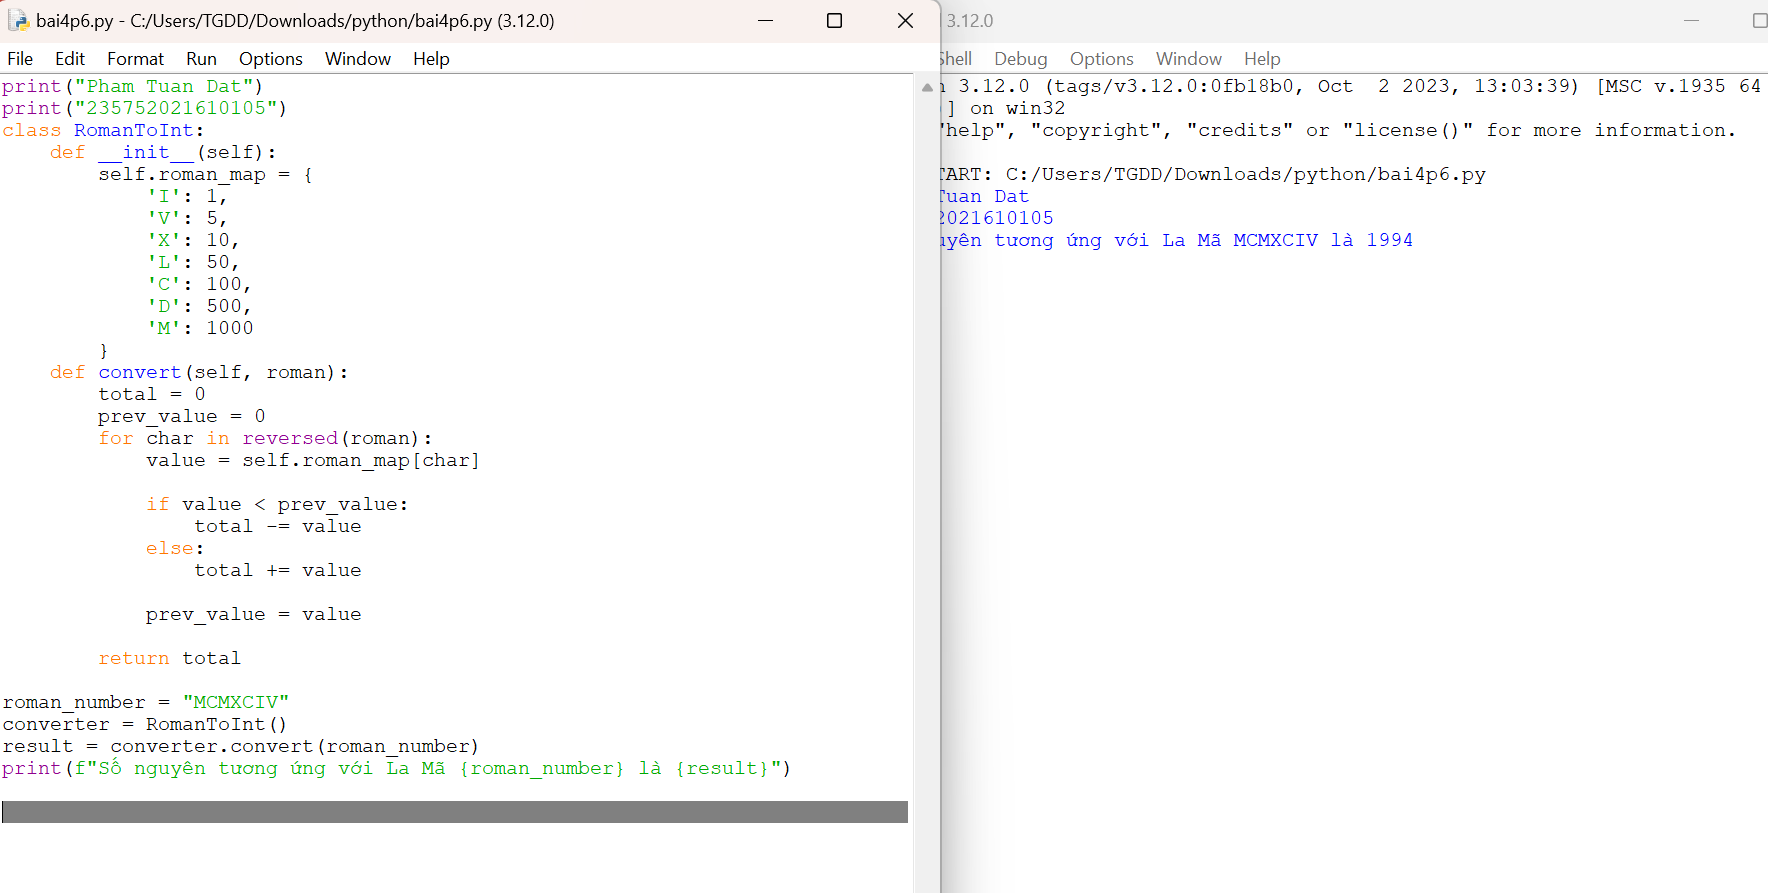 bai4p6.py - C:/Users/TGDD/Downloads/python/bai4p6.py (3.12.0)
File Edit Format Run Options Window Help
print("Pham Tuan Dat")
print("235752021610105")
class RomanToInt:
    def __init__(self):
        self.roman_map = {
            'I': 1,
            'V': 5,
            'X': 10,
            'L': 50,
            'C': 100,
            'D': 500,
            'M': 1000
        }
    def convert(self, roman):
        total = 0
        prev_value = 0
        for char in reversed(roman):
            value = self.roman_map[char]
            if value < prev_value:
                total -= value
            else:
                total += value
            prev_value = value
        return total
roman_number = "MCMXCIV"
converter = RomanToInt()
result = converter.convert(roman_number)
print(f"Số nguyên tương ứng với La Mã {roman_number} là {result}")
3.12.0
Shell Debug Options Window Help
3.12.0 (tags/v3.12.0:0fb18b0, Oct  2 2023, 13:03:39) [MSC v.1935 64
] on win32
"help", "copyright", "credits" or "license()" for more information.
TART: C:/Users/TGDD/Downloads/python/bai4p6.py
Tuan Dat
2021610105
uyên tương ứng với La Mã MCMXCIV là 1994